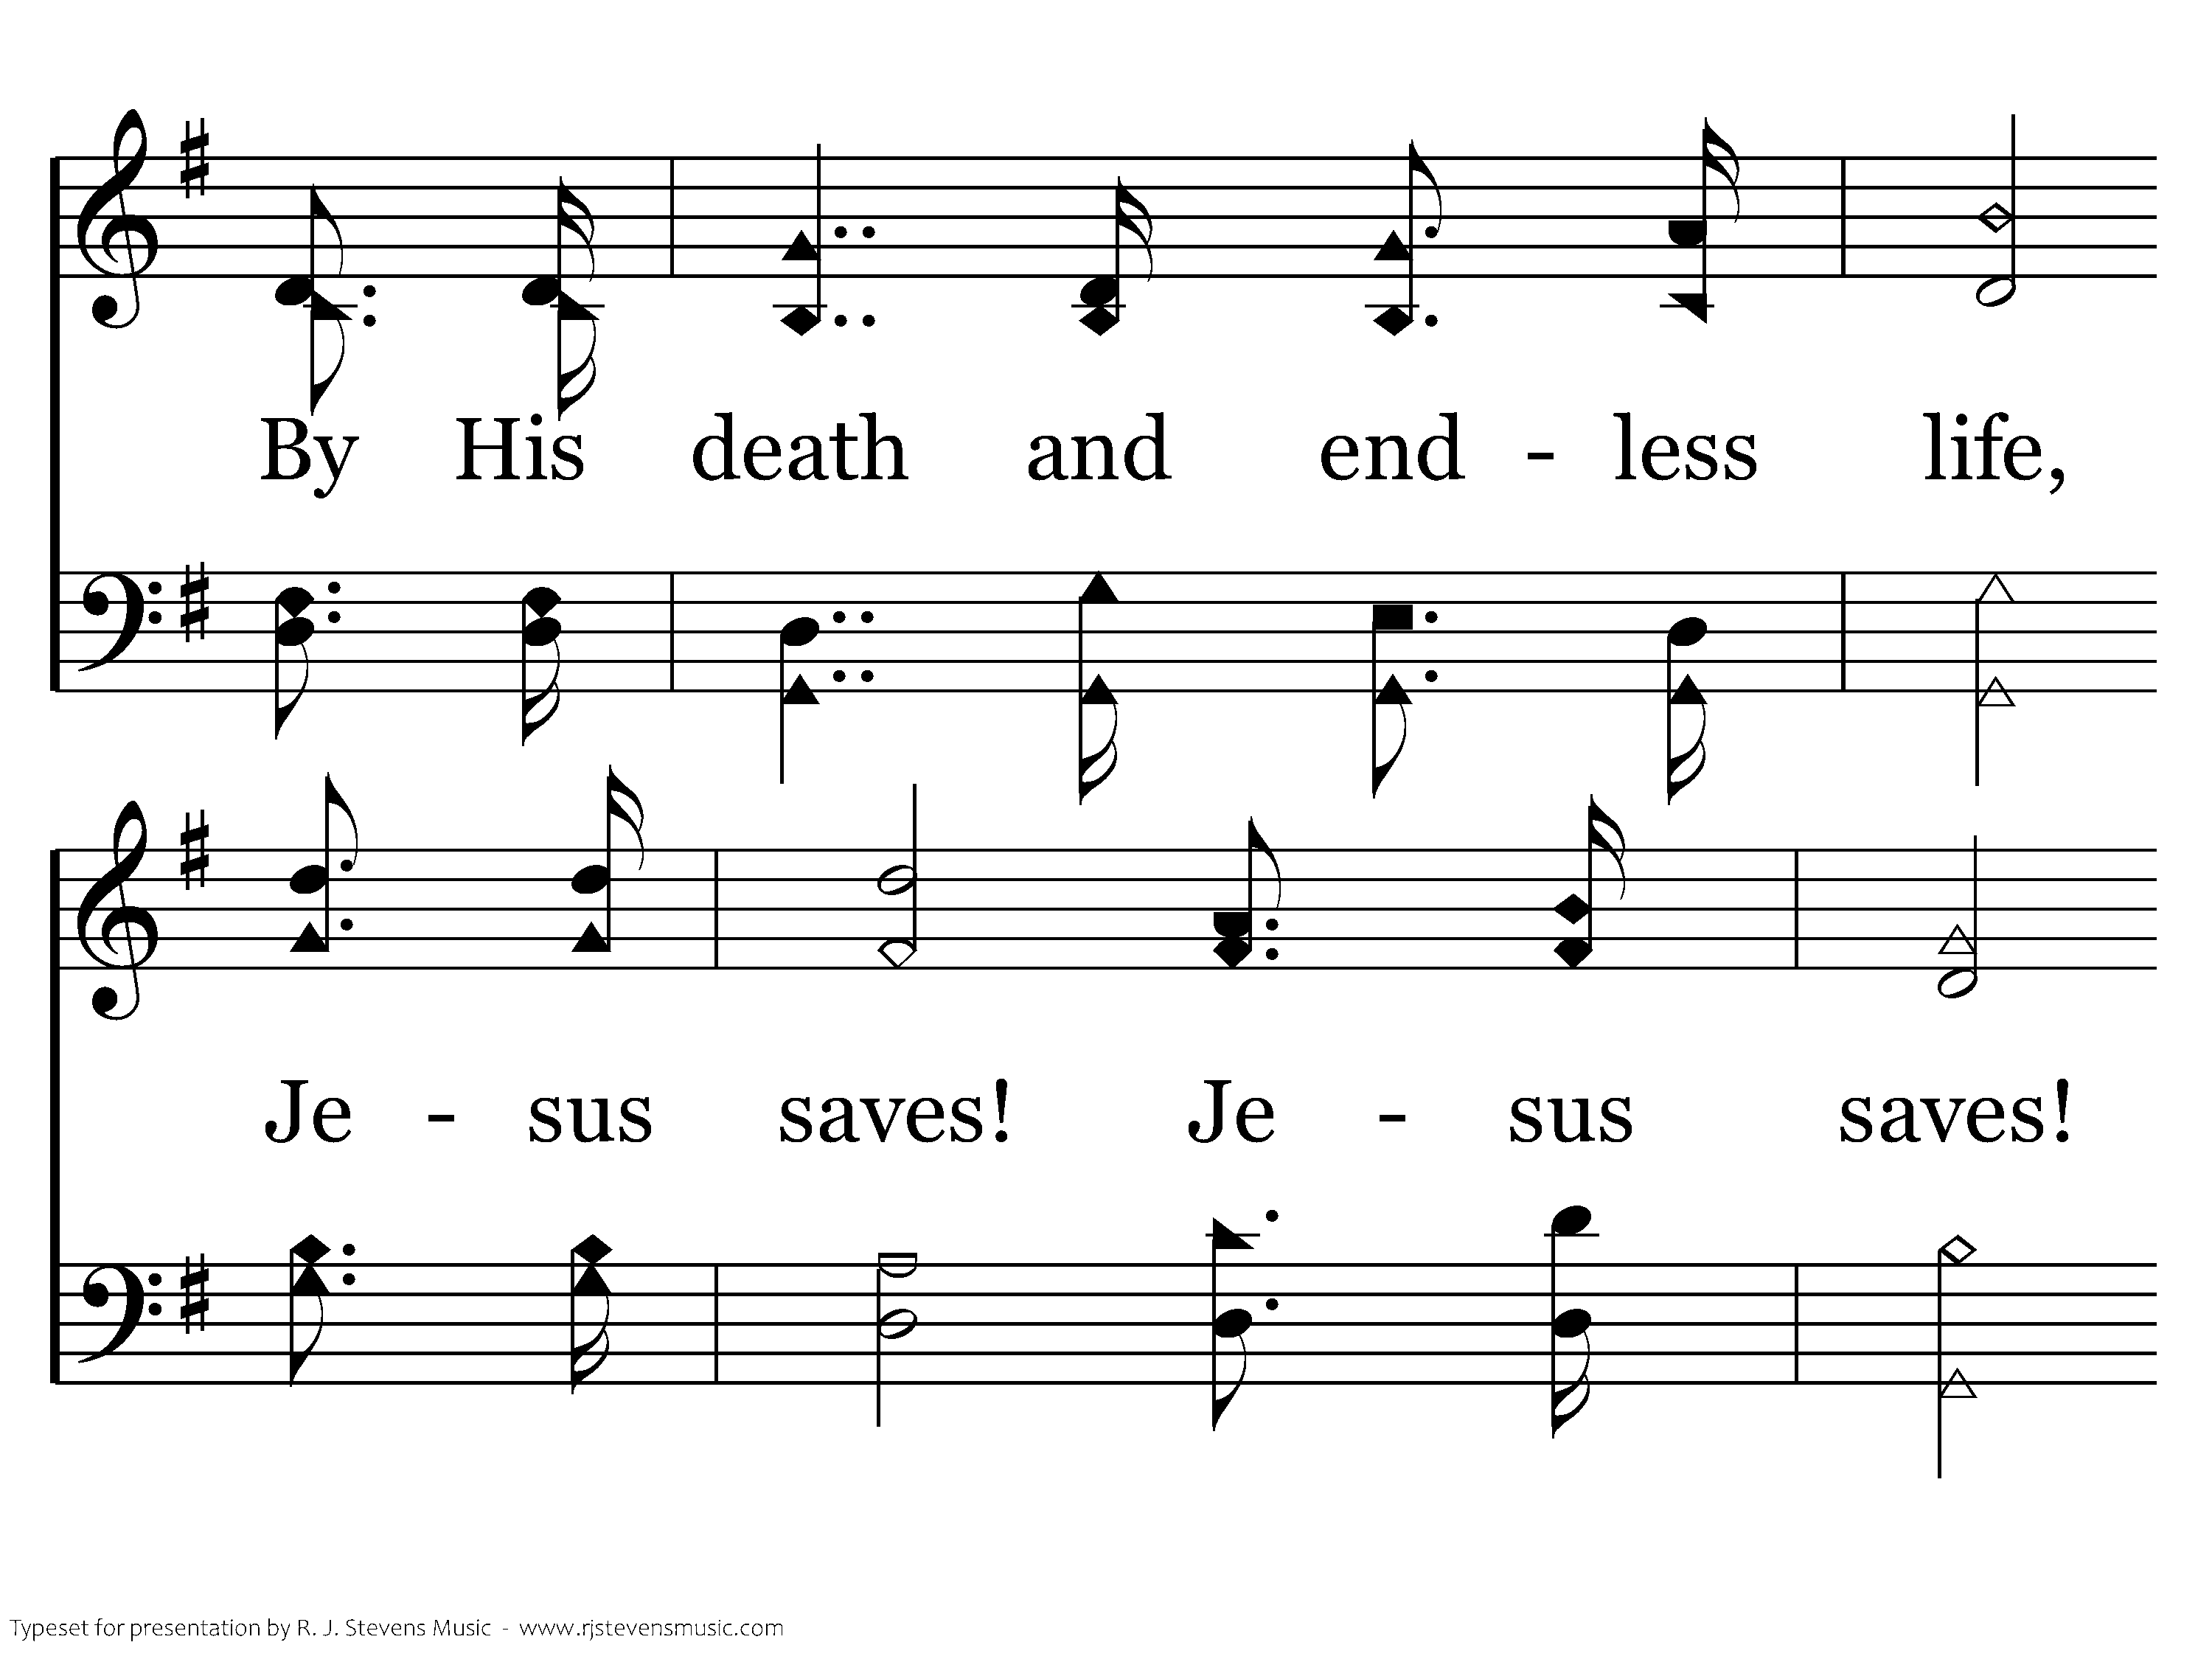 By His death and end - less life,
Je - sus saves! Je - sus saves!
Typeset for presentation by R. J. Stevens Music - www.rjstevensmusic.com